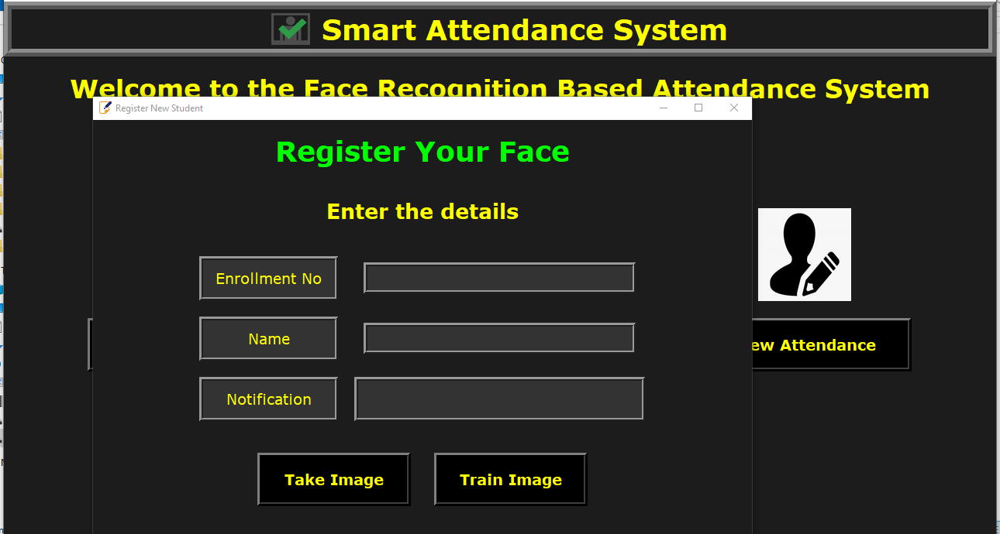 Smart Attendance System
Welcome to the Face Recognition Based Attendance System
Register New Student
Register Your Face
Enter the details
Enrollment No
Name
ew Attendance
Notification
Take Image
Train Image